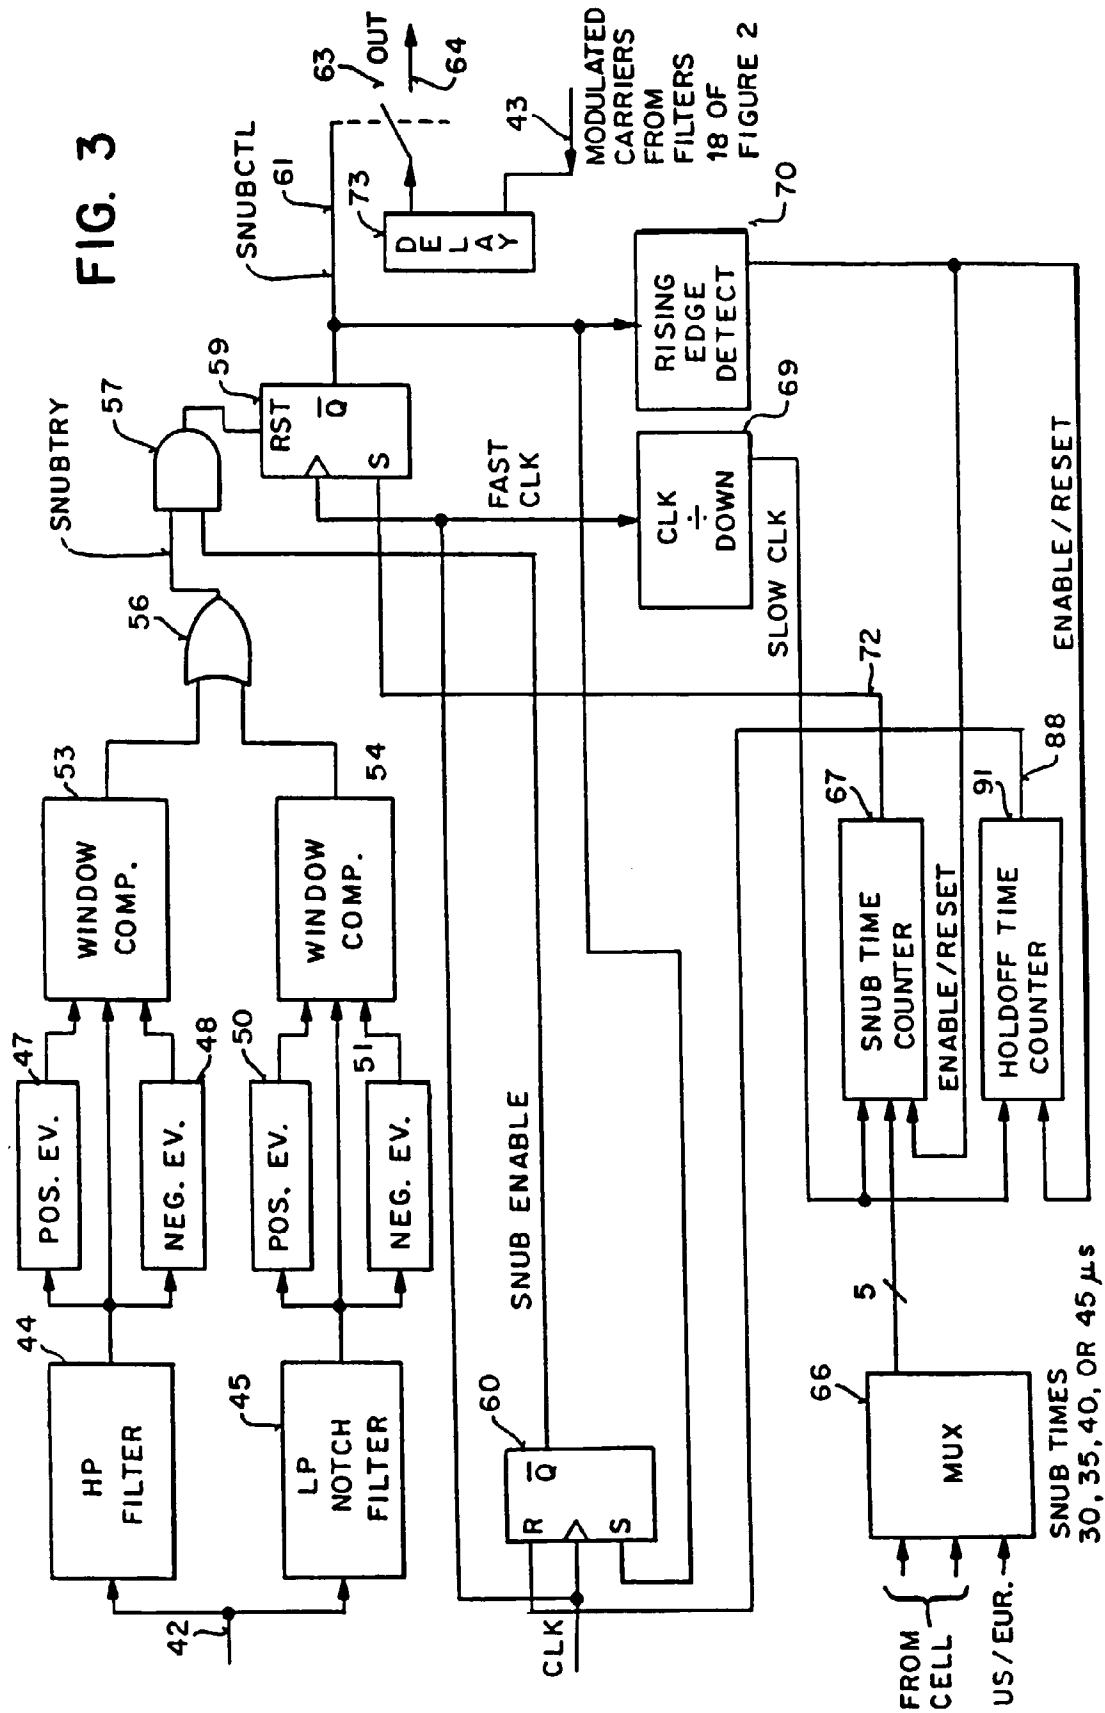 FIG. 3
42
44
HP
FILTER
45
LP
NOTCH
FILTER
47
POS. EV.
NEG. EV.
48
50
POS. EV.
51
NEG. EV.
53
WINDOW
COMP.
54
WINDOW
COMP.
56
SNUBTRY
57
59
RST
Q̅
S
SNUBCTL
61
63
OUT
64
73
DELAY
43
MODULATED
CARRIERS
FROM
FILTERS
18 OF
FIGURE 2
SNUB ENABLE
60
R
Q̅
S
CLK
FAST
CLK
CLK
÷
DOWN
69
RISING
EDGE
DETECT
70
SLOW CLK
72
67
SNUB TIME
COUNTER
ENABLE/RESET
91
HOLDOFF TIME
COUNTER
88
ENABLE/RESET
5
66
MUX
FROM
CELL
US/EUR.
SNUB TIMES
30, 35, 40, OR 45 µs